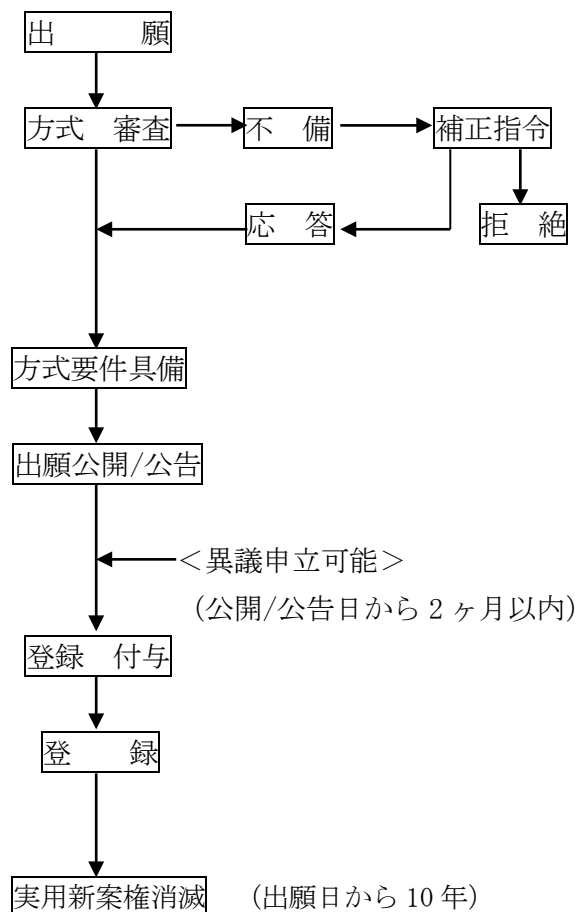 出　　願
方式　審査
不　備
補正指令
応　答
拒　絶
方式要件具備
出願公開/公告
＜異議申立可能＞
(公開/公告日から 2 ヶ月以内)
登録　付与
登　　録
実用新案権消滅　(出願日から 10 年)